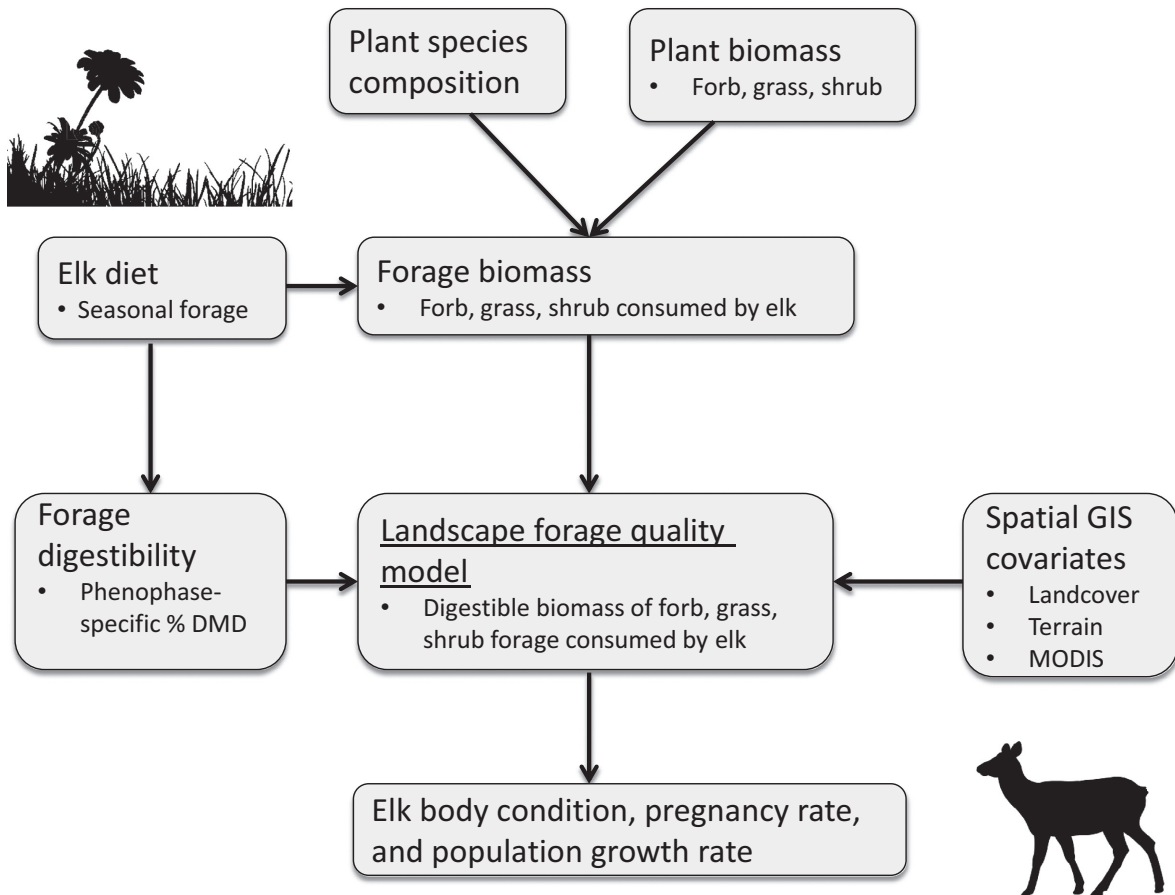 Plant species
composition
Plant biomass
• Forb, grass, shrub
Elk diet
• Seasonal forage
Forage biomass
• Forb, grass, shrub consumed by elk
Forage
digestibility
• Phenophase-
specific % DMD
Landscape forage quality
model
• Digestible biomass of forb, grass,
shrub forage consumed by elk
Spatial GIS
covariates
• Landcover
• Terrain
• MODIS
Elk body condition, pregnancy rate,
and population growth rate